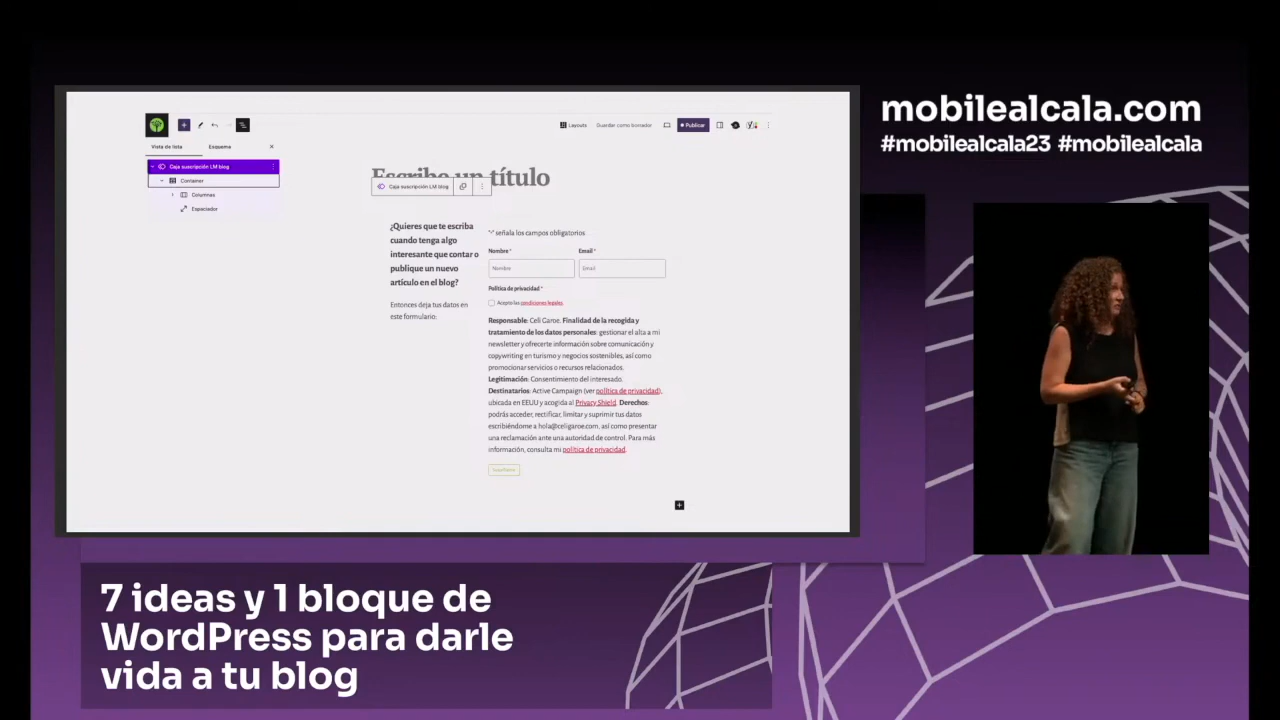 mobilealcala.com
#mobilealcala23 #mobilealcala
Layouts
Guardar como borrador
Publicar
Vista de lista
Esquema
Caja suscripción LM blog
Container
Columnas
Espaciador
Escribe un título
Caja suscripción LM blog
¿Quieres que te escriba
cuando tenga algo
interesante que contar o
publique un nuevo
artículo en el blog?
Entonces deja tus datos en
este formulario:
"*" señala los campos obligatorios
Nombre *
Email *
Nombre
Email
Política de privacidad *
Acepto las condiciones legales.
Responsable: Celi Garoe. Finalidad de la recogida y
tratamiento de los datos personales: gestionar el alta a mi
newsletter y ofrecerte información sobre comunicación y
copywriting en turismo y negocios sostenibles, así como
promocionar servicios o recursos relacionados.
Legitimación: Consentimiento del interesado.
Destinatarios: Active Campaign (ver política de privacidad),
ubicada en EEUU y acogida al Privacy Shield. Derechos:
podrás acceder, rectificar, limitar y suprimir tus datos
escribiéndome a hola@celigaroe.com, así como presentar
una reclamación ante una autoridad de control. Para más
información, consulta mi política de privacidad.
7 ideas y 1 bloque de
WordPress para darle
vida a tu blog